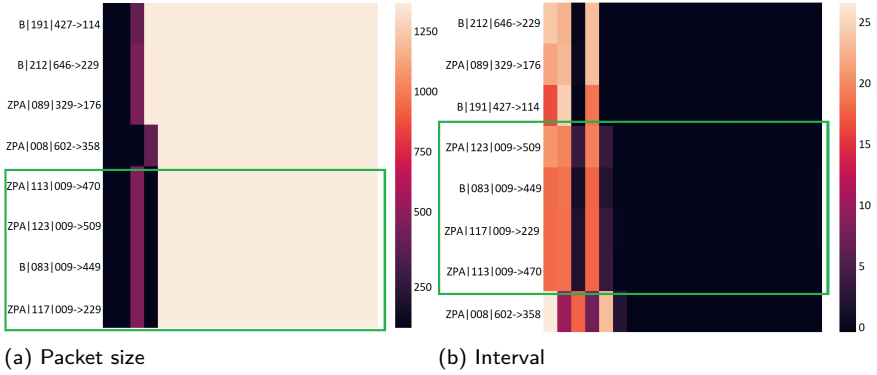 B|191|427->114
B|212|646->229
ZPA|089|329->176
ZPA|008|602->358
ZPA|113|009->470
ZPA|123|009->509
B|083|009->449
ZPA|117|009->229
1250
1000
750
500
250
(a) Packet size
B|212|646->229
ZPA|089|329->176
B|191|427->114
ZPA|123|009->509
B|083|009->449
ZPA|117|009->229
ZPA|113|009->470
ZPA|008|602->358
25
20
15
10
5
0
(b) Interval